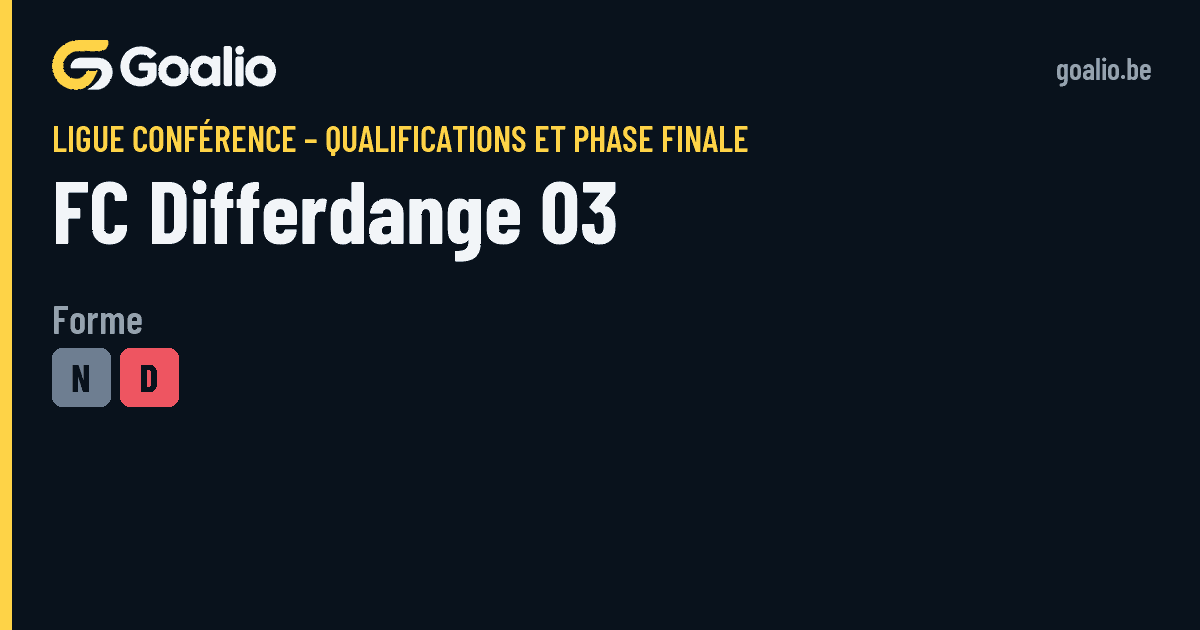 Goalio
goalio.be
LIGUE CONFÉRENCE – QUALIFICATIONS ET PHASE FINALE
FC Differdange 03
Forme
N D